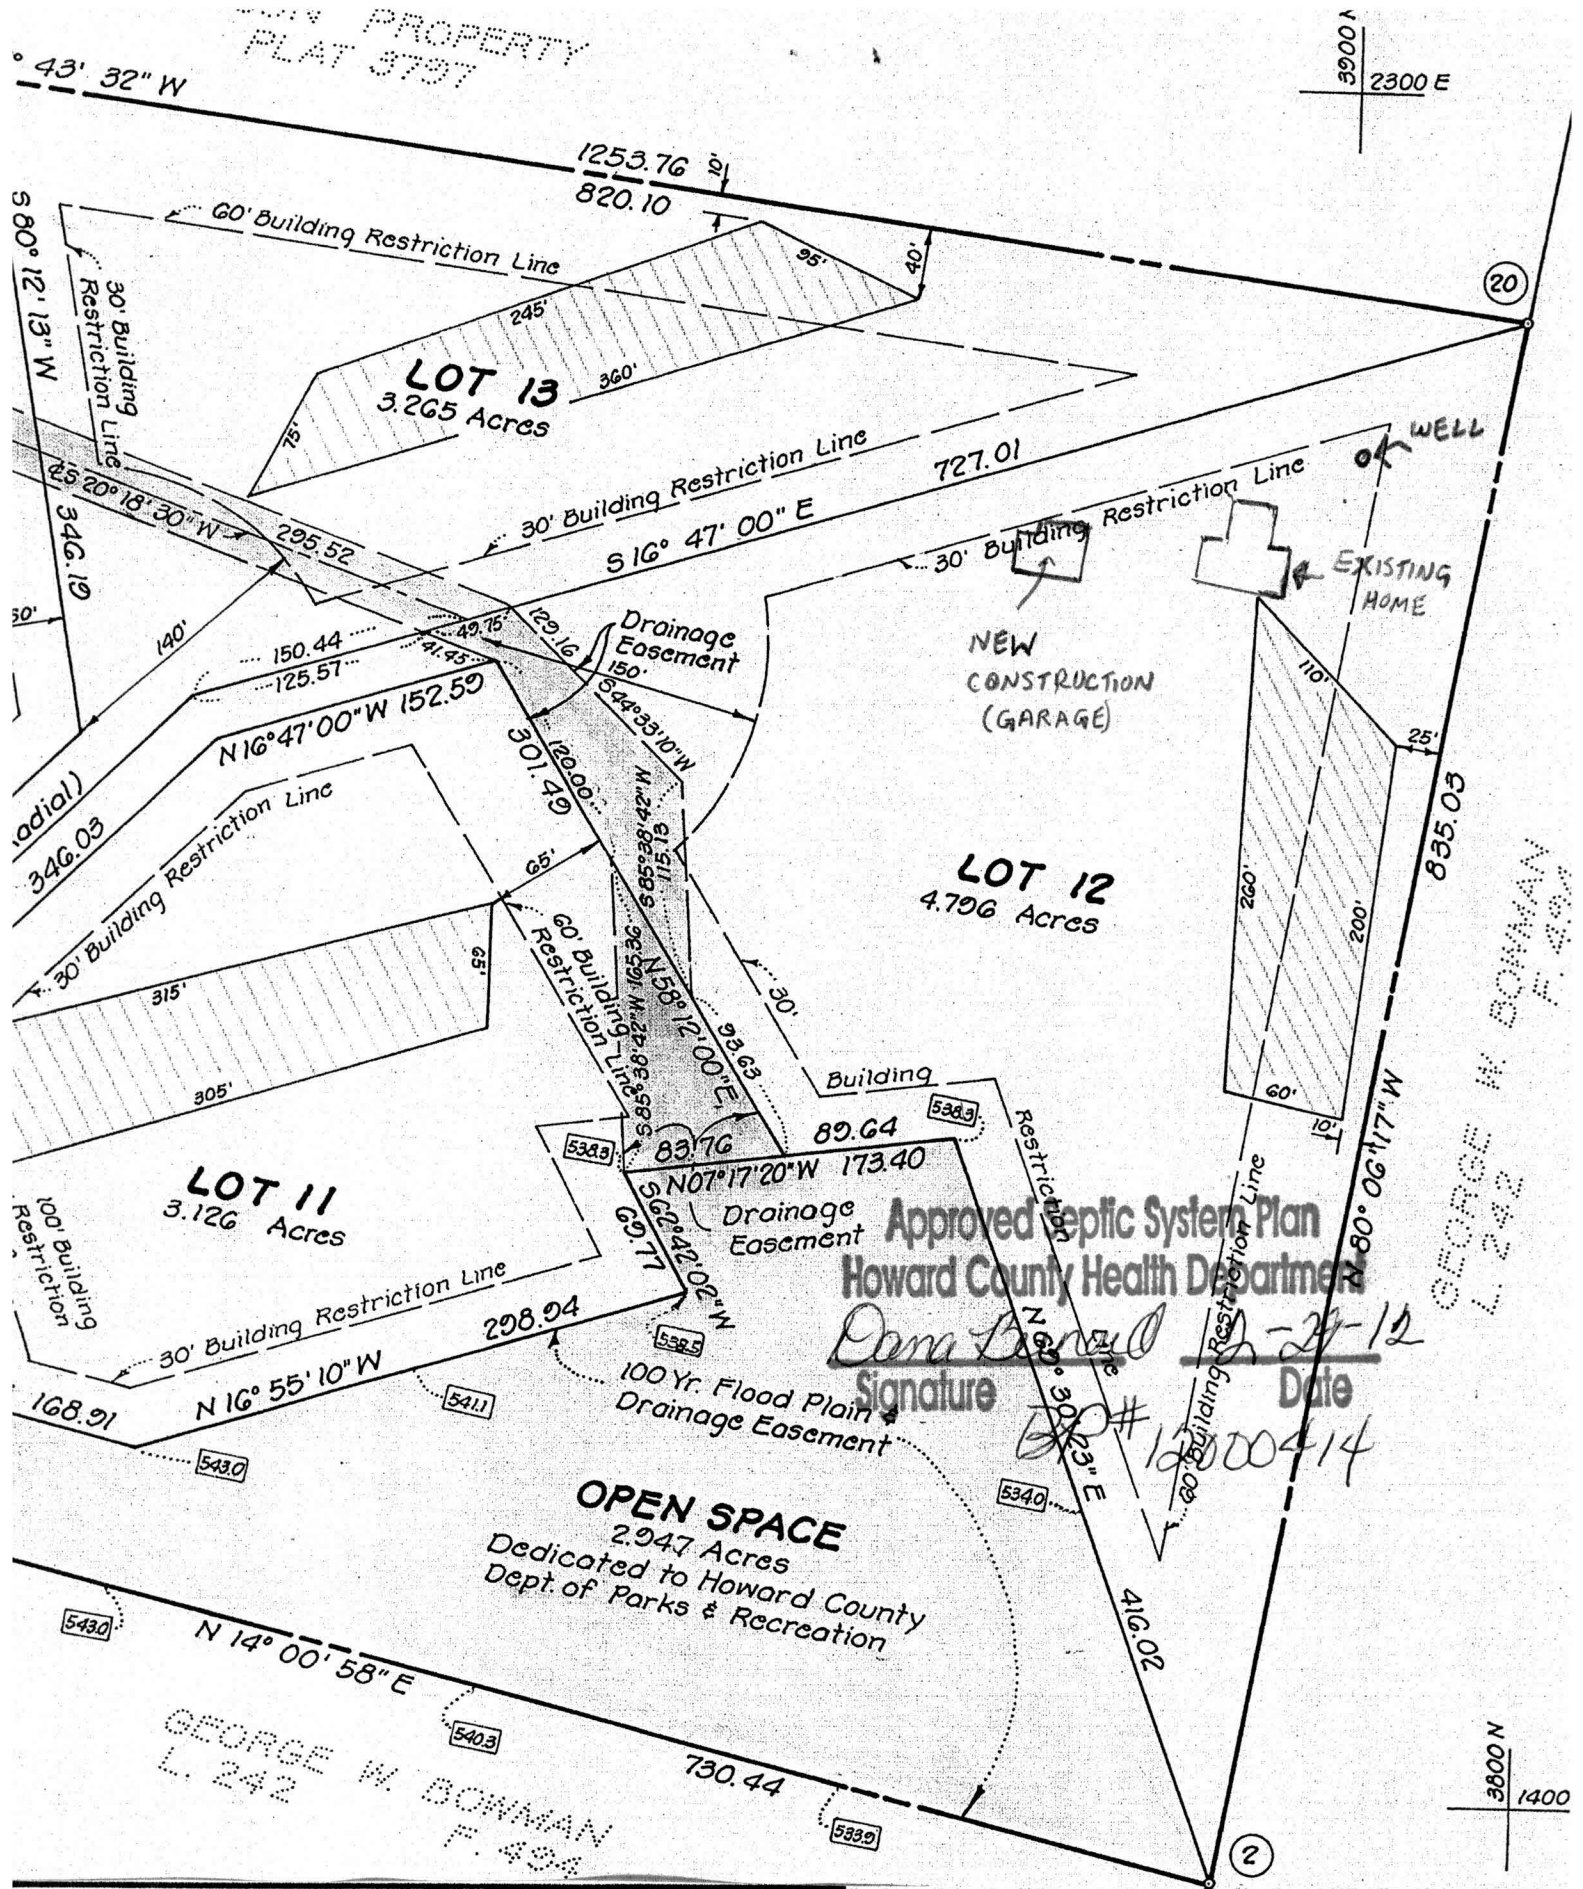 PROPERTY
PLAT 3797
° 43' 32" W
3900 N
2300 E
1253.76
820.10
10'
S 80° 12' 13" W
346.19
60' Building Restriction Line
30' Building
Restriction Line
95'
40'
245'
360'
75'
20
LOT 13
3.265 Acres
WELL
727.01
30' Building Restriction Line
S 16° 47' 00" E
30' Building Restriction Line
S 20° 18' 30" W
295.52
EXISTING
HOME
NEW
CONSTRUCTION
(GARAGE)
140'
150.44
125.57
49.75
41.45
129.16
Drainage
Easement
150'
S44°33'10"W
N16°47'00"W 152.59
301.49
120.00
S 85°38'42" W
115.13
110'
25'
835.03
346.03
30' Building Restriction Line
65'
LOT 12
4.796 Acres
260'
200'
GEORGE W. BOWMAN
L. 242
F. 494
60' Building
Restriction Line
65'
315'
305'
S85°38'42"W 165.36
N58°12'00"E
93.63
30'
Building
Restriction
Line
60'
10'
538.3
538.3
83.76
89.64
N07°17'20"W 173.40
N 80° 06' 17" W
LOT 11
3.126 Acres
Drainage
Easement
S62°42'02"W
69.77
Approved Septic System Plan
Howard County Health Department
Signature
2-29-12
Date
BP# 12000414
60' Building Restriction Line
100' Building
Restriction
30' Building Restriction Line
298.94
538.5
N 16° 55' 10" W
168.91
541.1
543.0
100 Yr. Flood Plain &
Drainage Easement
N 69° 30' 23" E
534.0
416.02
OPEN SPACE
2.947 Acres
Dedicated to Howard County
Dept. of Parks & Recreation
543.0
N 14° 00' 58" E
540.3
730.44
533.9
GEORGE W. BOWMAN
L. 242
F. 494
3800 N
1400
2